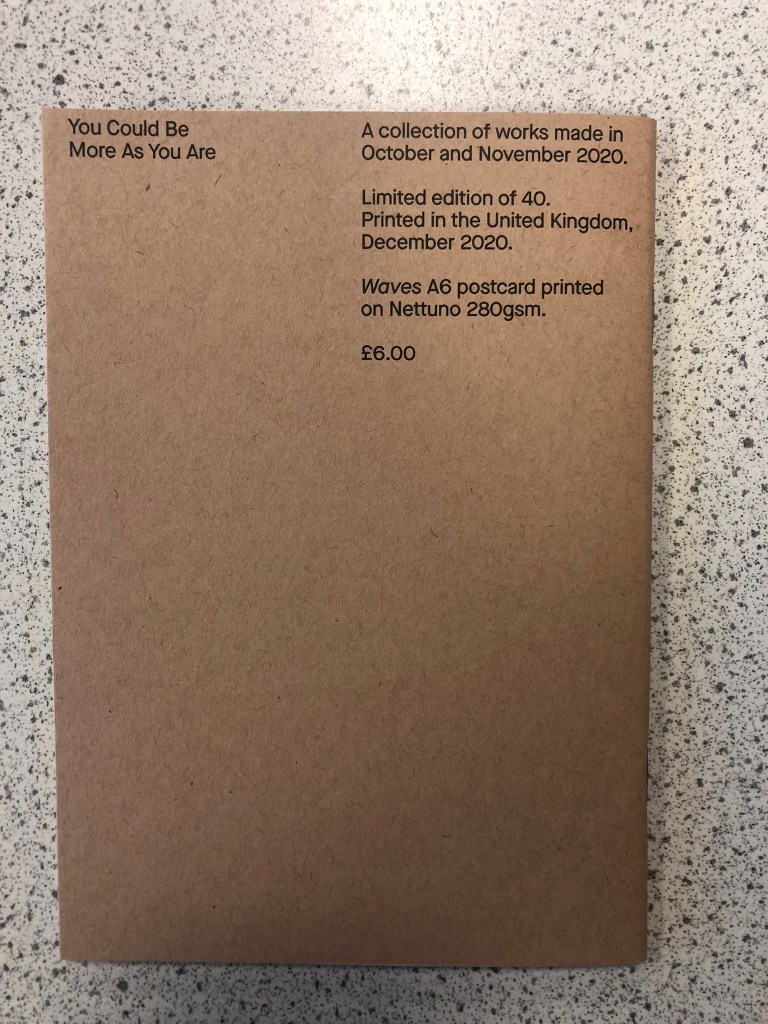 You Could Be
More As You Are
A collection of works made in
October and November 2020.
Limited edition of 40.
Printed in the United Kingdom,
December 2020.
Waves A6 postcard printed
on Nettuno 280gsm.
£6.00